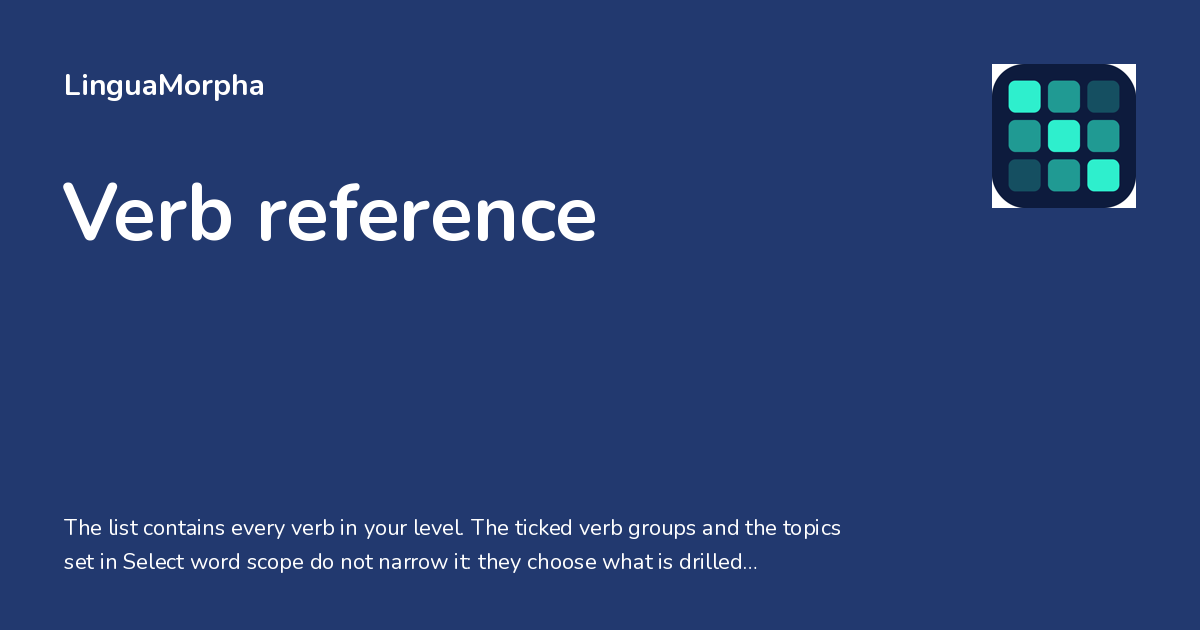 LinguaMorpha
Verb reference
The list contains every verb in your level. The ticked verb groups and the topics
set in Select word scope do not narrow it: they choose what is drilled…